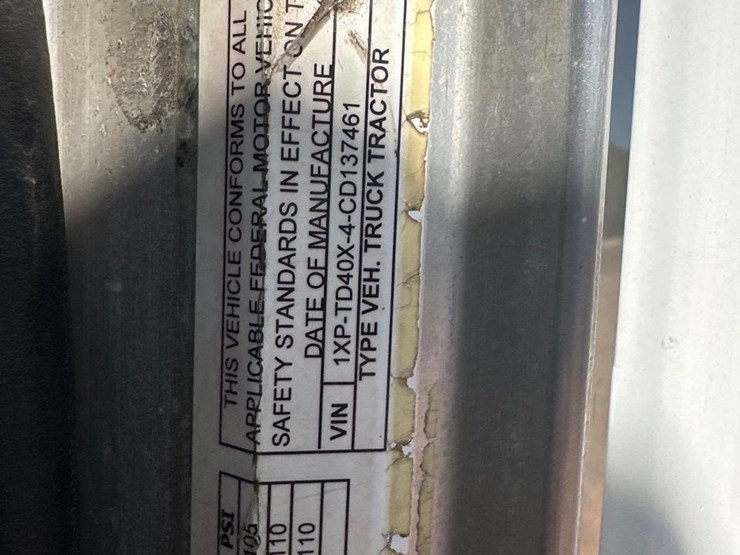 THIS VEHICLE CONFORMS TO ALL
APPLICABLE FEDERAL MOTOR VEHIC
SAFETY STANDARDS IN EFFECT ON T
DATE OF MANUFACTURE
VIN 1XP-TD40X-4-CD137461
TYPE VEH. TRUCK TRACTOR
PSI
105
110
110